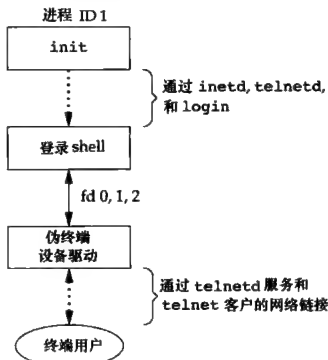 进程 ID 1
init
通过 inetd, telnetd,
和 login
登录 shell
fd 0, 1, 2
伪终端
设备驱动
通过 telnetd 服务和
telnet 客户的网络链接
终端用户